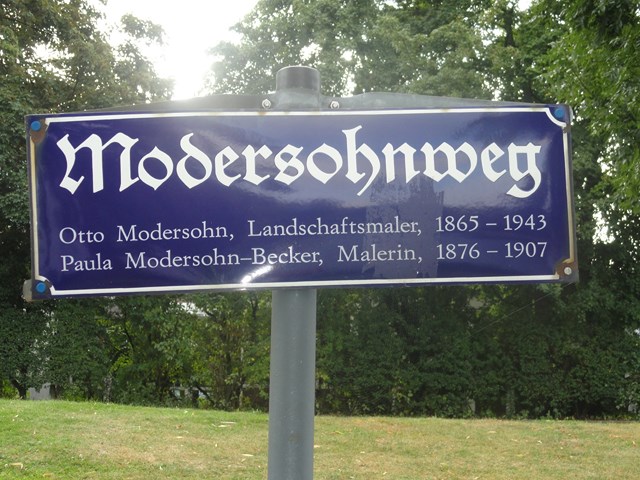 Modersohnweg
Otto Modersohn, Landschaftsmaler, 1865 – 1943
Paula Modersohn–Becker, Malerin, 1876 – 1907